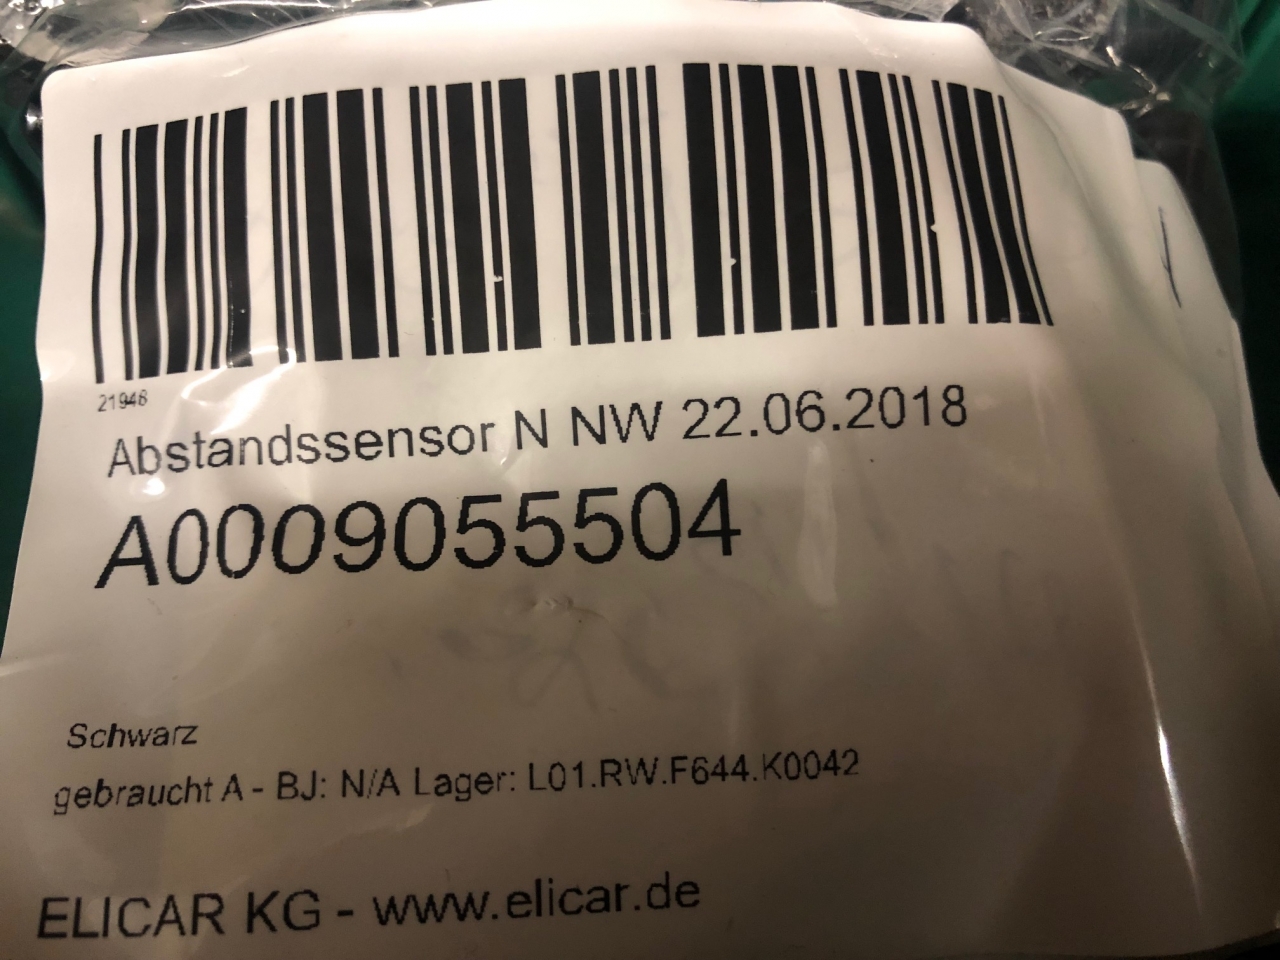 21946
Abstandssensor N NW 22.06.2018
A0009055504
Schwarz
gebraucht A - BJ: N/A Lager: L01.RW.F644.K0042
ELICAR KG - www.elicar.de